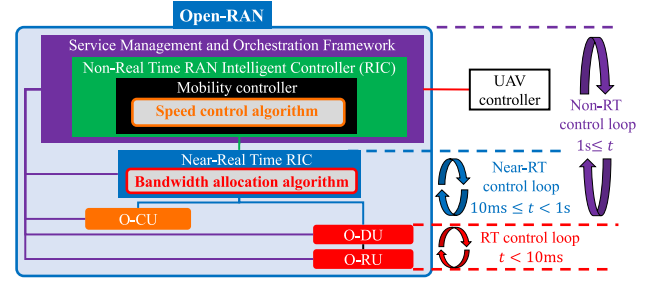 Open-RAN
Service Management and Orchestration Framework
Non-Real Time RAN Intelligent Controller (RIC)
Mobility controller
Speed control algorithm
UAV
controller
Non-RT
control loop
1s≤ t
Near-Real Time RIC
Bandwidth allocation algorithm
Near-RT
control loop
10ms ≤ t < 1s
O-CU
O-DU
O-RU
RT control loop
t < 10ms